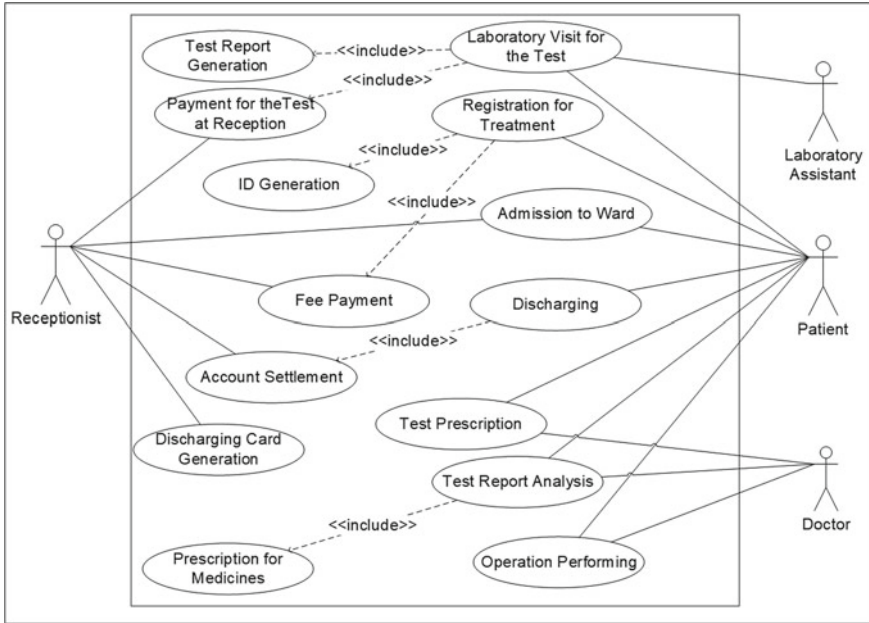 Test Report
Generation
<<include>>
Laboratory Visit for
the Test
<<include>>
Payment for theTest
at Reception
Registration for
Treatment
Laboratory
Assistant
<<include>>
ID Generation
<<include>>
Admission to Ward
Receptionist
Fee Payment
Discharging
Patient
<<include>>
Account Settlement
Test Prescription
Discharging Card
Generation
Test Report Analysis
<<include>>
Doctor
Prescription for
Medicines
Operation Performing